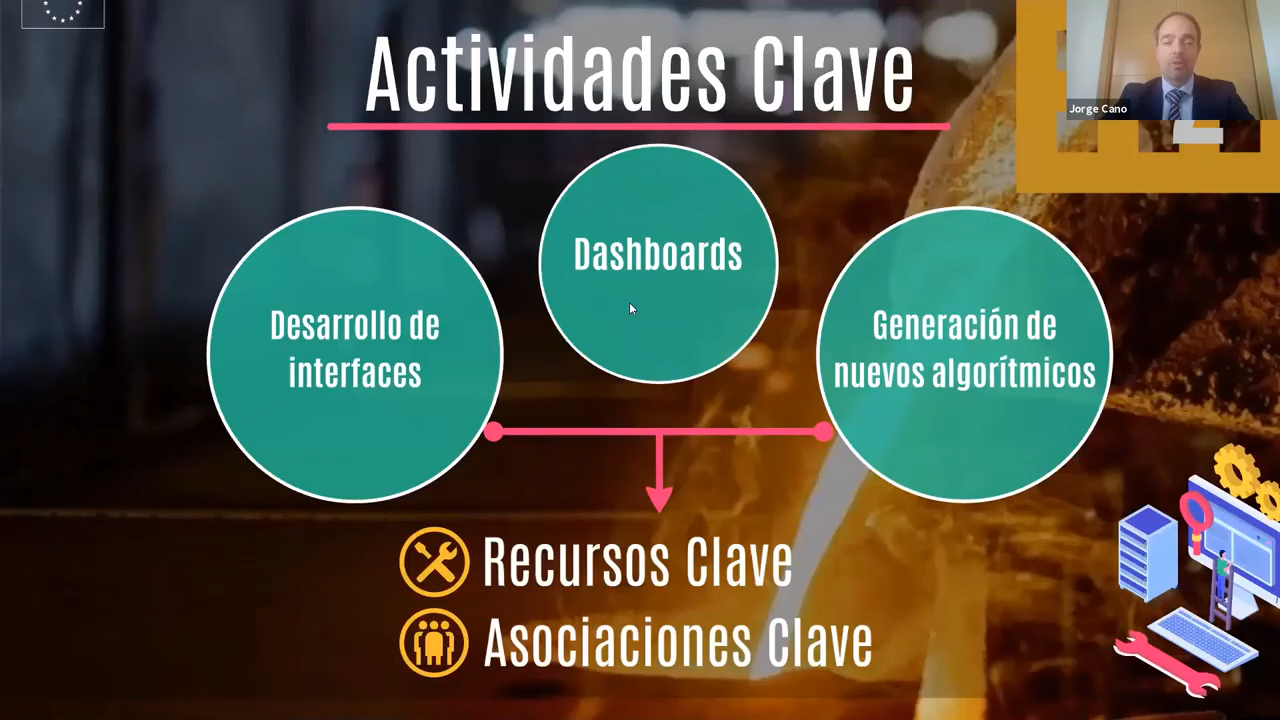 Actividades Clave
Jorge Cano
Dashboards
Desarrollo de
interfaces
Generación de
nuevos algorítmicos
Recursos Clave
Asociaciones Clave